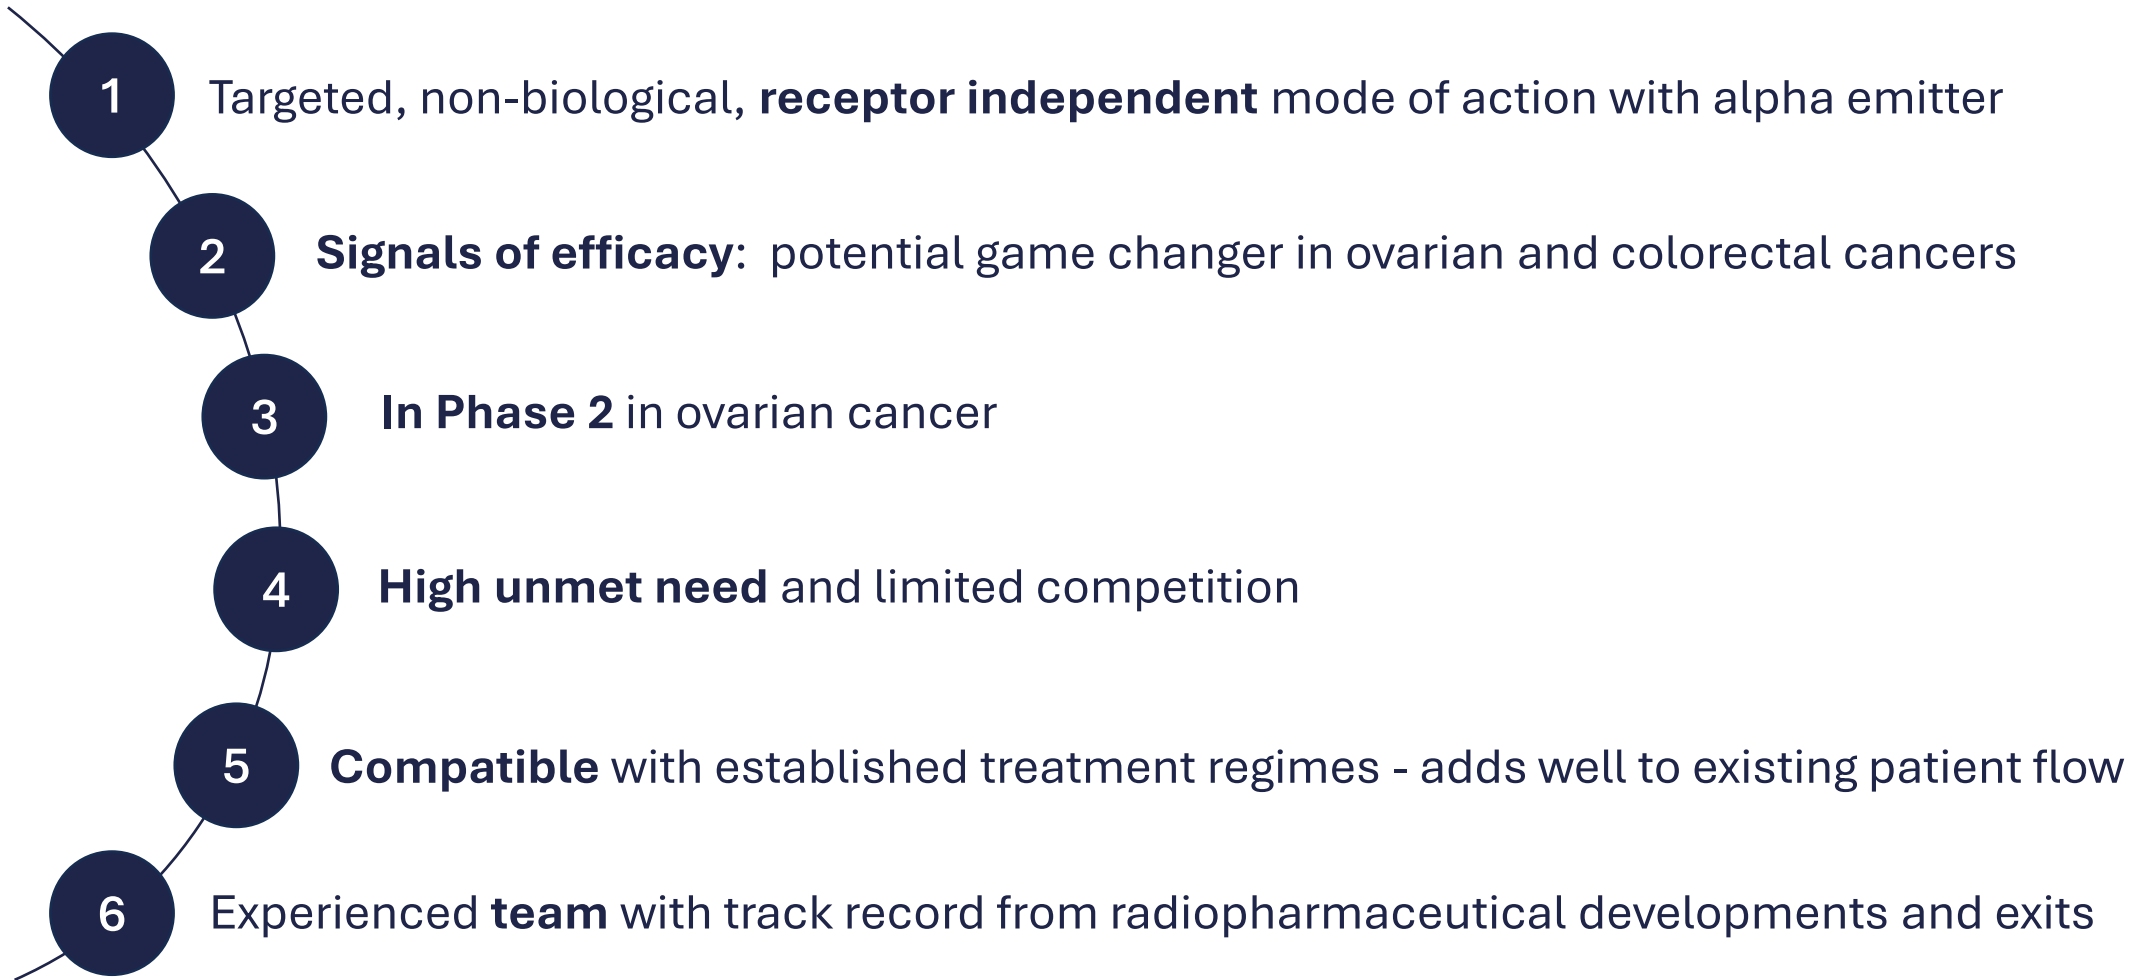 1 Targeted, non-biological, receptor independent mode of action with alpha emitter
2 Signals of efficacy: potential game changer in ovarian and colorectal cancers
3 In Phase 2 in ovarian cancer
4 High unmet need and limited competition
5 Compatible with established treatment regimes - adds well to existing patient flow
6 Experienced team with track record from radiopharmaceutical developments and exits